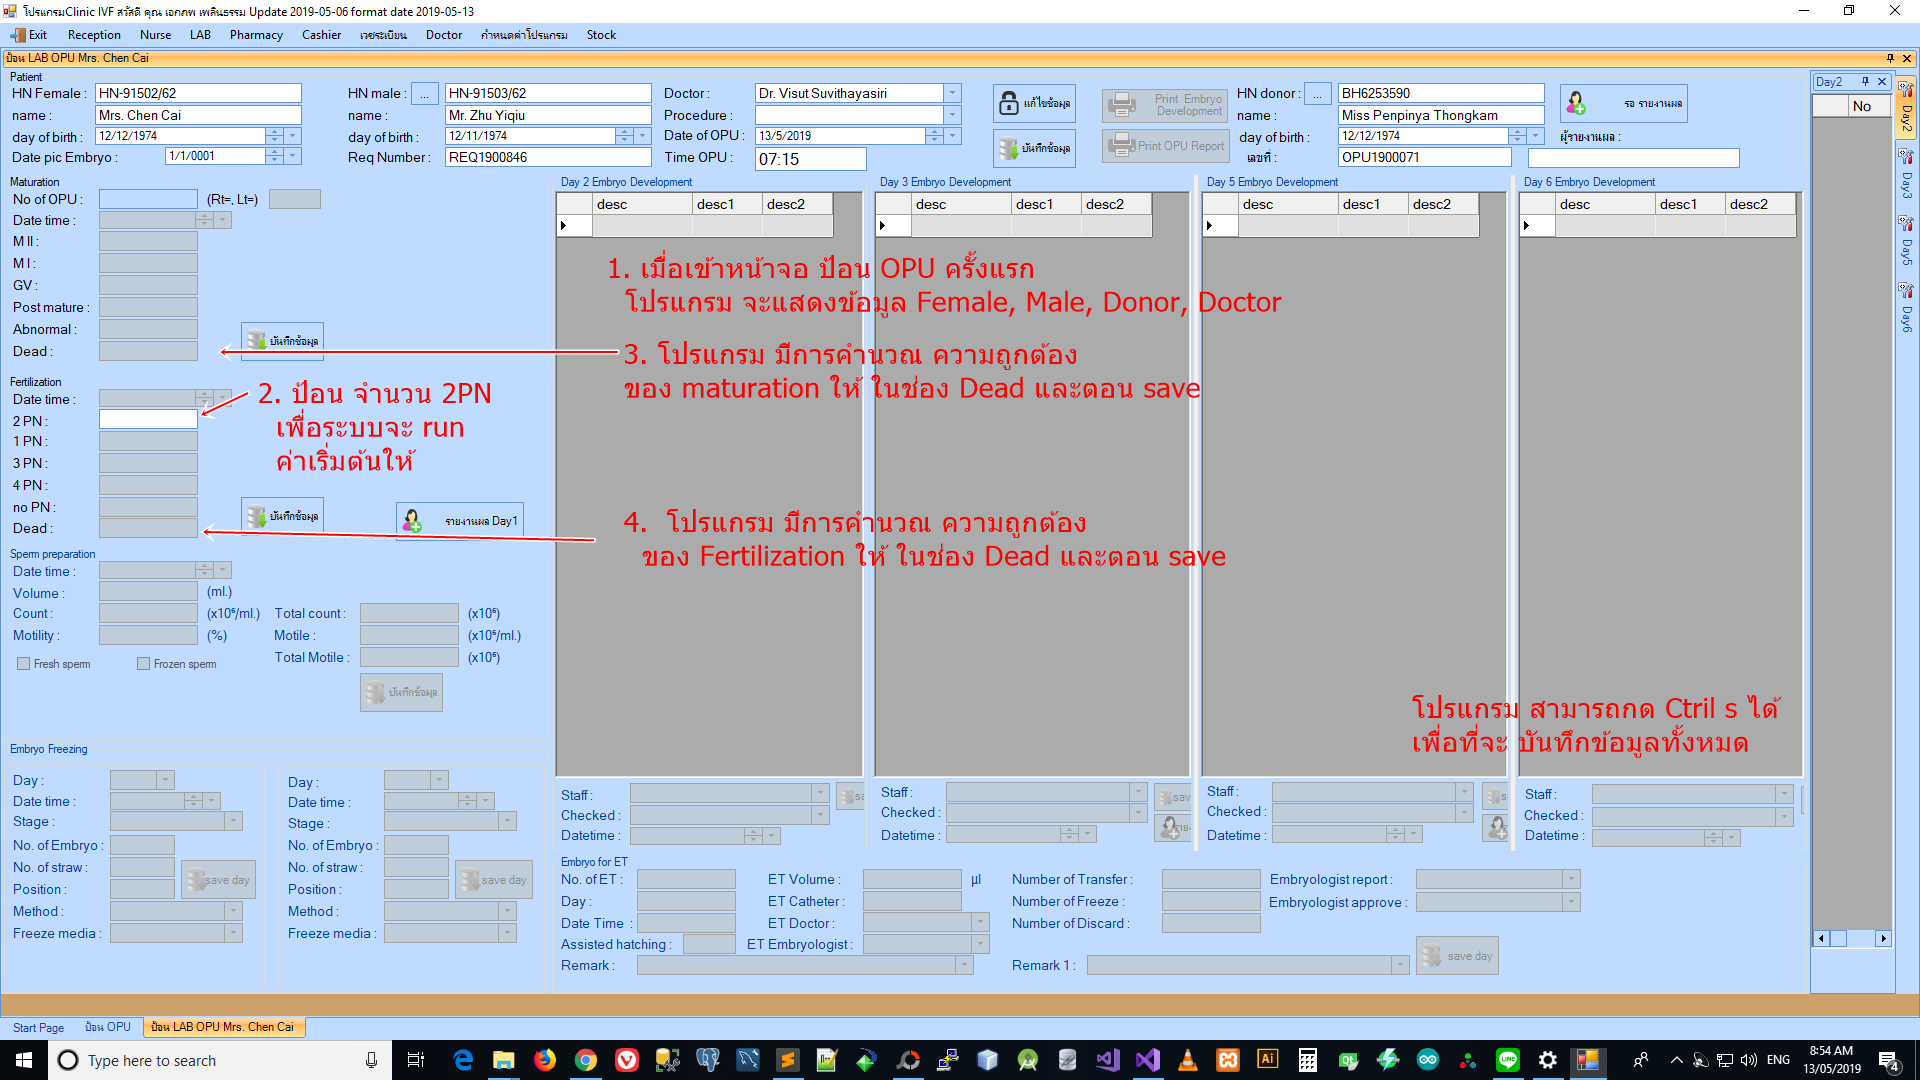 โปรแกรมClinic IVF สวัสดี คุณ เอกภพ เพลินธรรม Update 2019-05-06 format date 2019-05-13
Exit Reception Nurse LAB Pharmacy Cashier เวชระเบียน Doctor กำหนดค่าโปรแกรม Stock
ป้อน LAB OPU Mrs. Chen Cai
Patient
HN Female : HN-91502/62 HN male : ... HN-91503/62 Doctor : Dr. Visut Suvithayasiri แก้ไขข้อมูล Print Embryo Development HN donor : ... BH6253590 รอ รายงานผล
name : Mrs. Chen Cai name : Mr. Zhu Yiqiu Procedure : name : Miss Penpinya Thongkam
day of birth : 12/12/1974 day of birth : 12/11/1974 Date of OPU : 13/5/2019 บันทึกข้อมูล Print OPU Report day of birth : 12/12/1974 ผู้รายงานผล :
Date pic Embryo : 1/1/0001 Req Number : REQ1900846 Time OPU : 07:15 เลขที่ : OPU1900071
Maturation
No of OPU : (Rt=, Lt=)
Date time :
M II :
M I :
GV :
Post mature :
Abnormal :
Dead :
บันทึกข้อมูล
Fertilization
Date time :
2 PN :
1 PN :
3 PN :
4 PN :
no PN :
Dead :
บันทึกข้อมูล รายงานผล Day1
Sperm preparation
Date time :
Volume : (ml.)
Count : (x10⁶/ml.) Total count : (x10⁶)
Motility : (%) Motile : (x10⁶/ml.)
Total Motile : (x10⁶)
Fresh sperm Frozen sperm
บันทึกข้อมูล
Embryo Freezing
Day : Day :
Date time : Date time :
Stage : Stage :
No. of Embryo : No. of Embryo :
No. of straw : No. of straw :
Position : save day Position : save day
Method : Method :
Freeze media : Freeze media :
Day 2 Embryo Development Day 3 Embryo Development Day 5 Embryo Development Day 6 Embryo Development
desc desc1 desc2 desc desc1 desc2 desc desc1 desc2 desc desc1 desc2
1. เมื่อเข้าหน้าจอ ป้อน OPU ครั้งแรก
โปรแกรม จะแสดงข้อมูล Female, Male, Donor, Doctor
3. โปรแกรม มีการคำนวณ ความถูกต้อง
ของ maturation ให้ ในช่อง Dead และตอน save
2. ป้อน จำนวน 2PN
เพื่อระบบจะ run
ค่าเริ่มต้นให้
4. โปรแกรม มีการคำนวณ ความถูกต้อง
ของ Fertilization ให้ ในช่อง Dead และตอน save
โปรแกรม สามารถกด Ctril s ได้
เพื่อที่จะ บันทึกข้อมูลทั้งหมด
Staff : Staff : sav Staff : Staff :
Checked : Checked : Checked : Checked :
Datetime : Datetime : Datetime : Datetime :
Embryo for ET
No. of ET : ET Volume : µl Number of Transfer : Embryologist report :
Day : ET Catheter : Number of Freeze : Embryologist approve :
Date Time : ET Doctor : Number of Discard :
Assisted hatching : ET Embryologist :
Remark : Remark 1 : save day
Day2
No
Day2
Day3
Day5
Day6
Start Page ป้อน OPU ป้อน LAB OPU Mrs. Chen Cai
Type here to search
ENG 8:54 AM
13/05/2019
4